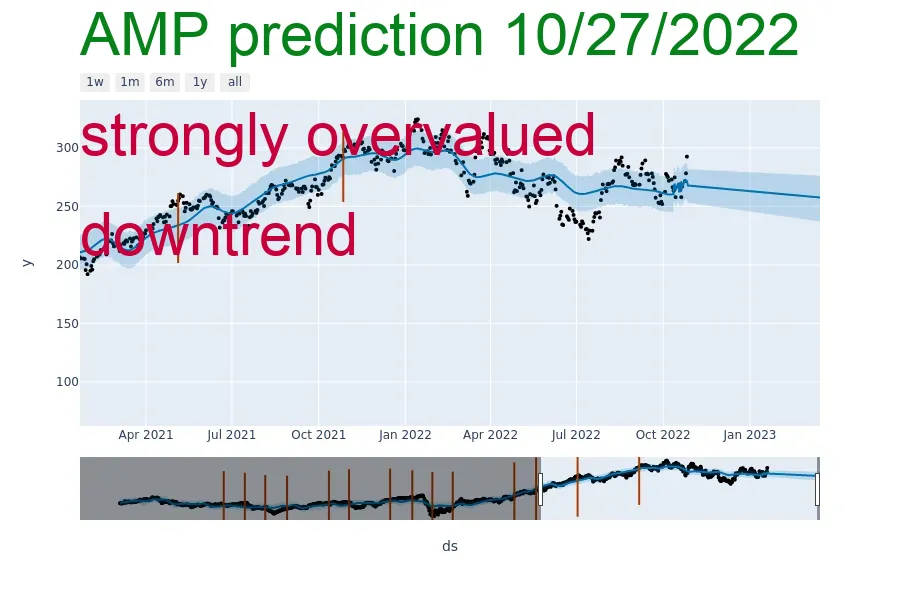 AMP prediction 10/27/2022
1w 1m 6m 1y all
strongly overvalued
300
250
downtrend
200
y
150
100
Apr 2021 Jul 2021 Oct 2021 Jan 2022 Apr 2022 Jul 2022 Oct 2022 Jan 2023
ds